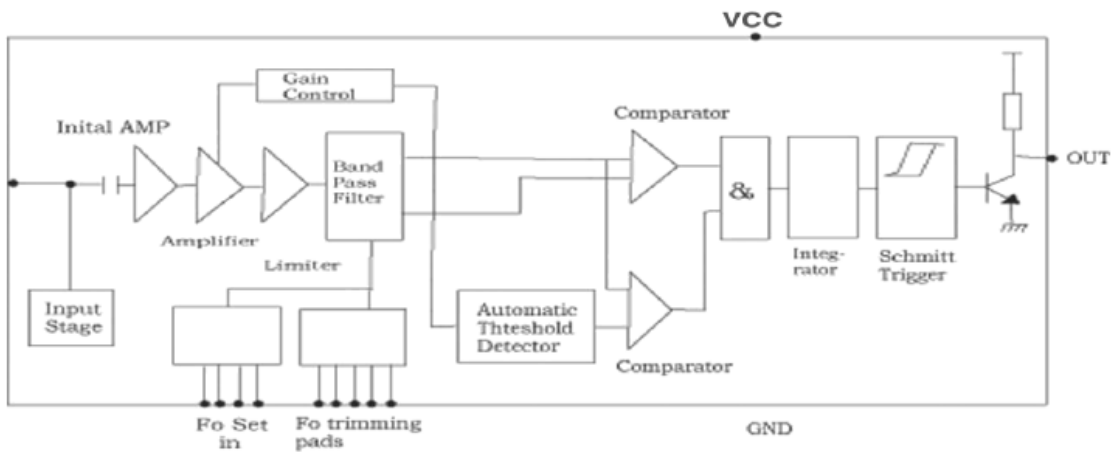 VCC
Gain
Control
Inital AMP
Comparator
Band
Pass
Filter
OUT
&
Amplifier
Limiter
Integ-
rator
Schmitt
Trigger
Input
Stage
Automatic
Thteshold
Detector
Comparator
Fo Set
in
Fo trimming
pads
GND